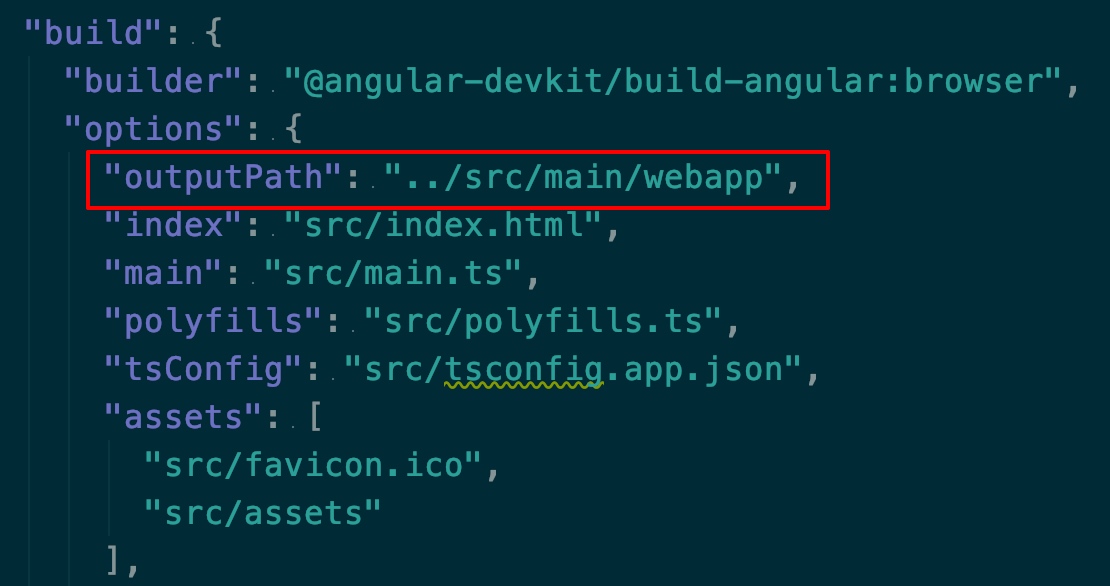 "build": {
"builder": "@angular-devkit/build-angular:browser",
"options": {
"outputPath": "../src/main/webapp",
"index": "src/index.html",
"main": "src/main.ts",
"polyfills": "src/polyfills.ts",
"tsConfig": "src/tsconfig.app.json",
"assets": [
"src/favicon.ico",
"src/assets"
],